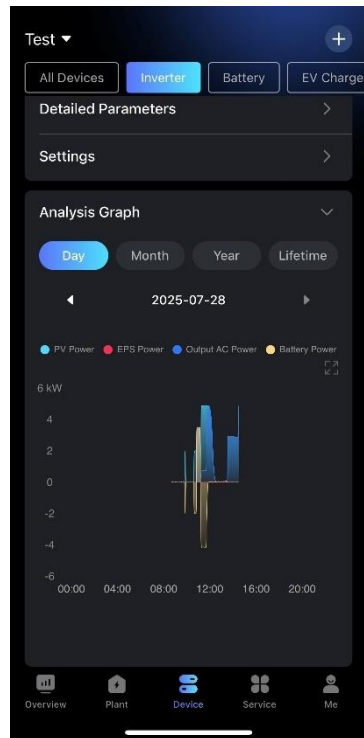 Test
All Devices Inverter Battery EV Charge
Detailed Parameters
Settings
Analysis Graph
Day Month Year Lifetime
2025-07-28
PV Power EPS Power Output AC Power Battery Power
6 kW
4
2
0
-2
-4
-6
00:00 04:00 08:00 12:00 16:00 20:00
Overview Plant Device Service Me